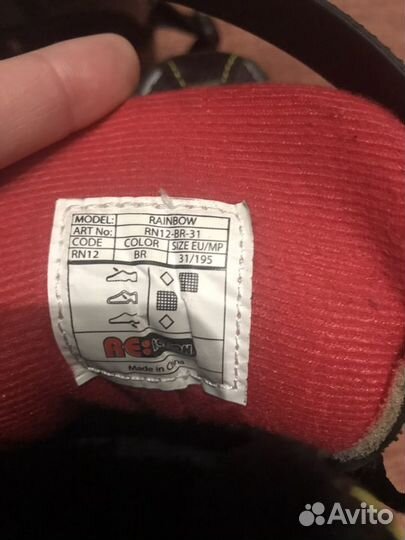 MODEL: RAINBOW
ART No: RN12-BR-31
CODE COLOR SIZE EU/MP
RN12 BR 31/195
RE:
Made in China
Avito